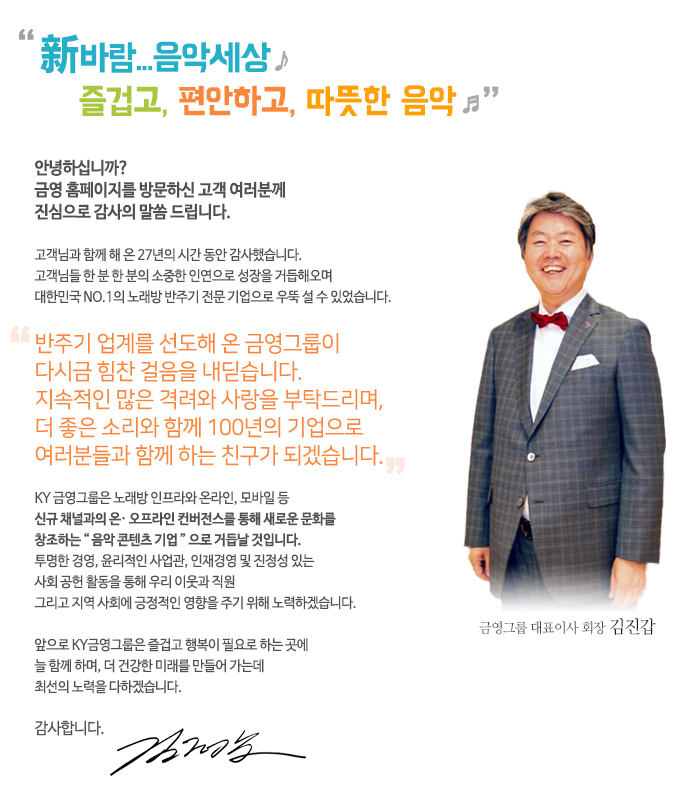 “ 新바람...음악세상♪
즐겁고, 편안하고, 따뜻한 음악♬”
안녕하십니까?
금영 홈페이지를 방문하신 고객 여러분께
진심으로 감사의 말씀 드립니다.
고객님과 함께 해 온 27년의 시간 동안 감사했습니다.
고객님들 한 분 한 분의 소중한 인연으로 성장을 거듭해오며
대한민국 NO.1의 노래방 반주기 전문 기업으로 우뚝 설 수 있었습니다.
“ 반주기 업계를 선도해 온 금영그룹이
다시금 힘찬 걸음을 내딛습니다.
지속적인 많은 격려와 사랑을 부탁드리며,
더 좋은 소리와 함께 100년의 기업으로
여러분들과 함께 하는 친구가 되겠습니다. ”
KY 금영그룹은 노래방 인프라와 온라인, 모바일 등
신규 채널과의 온· 오프라인 컨버전스를 통해 새로운 문화를
창조하는 “ 음악 콘텐츠 기업 ” 으로 거듭날 것입니다.
투명한 경영, 윤리적인 사업관, 인재경영 및 진정성 있는
사회 공헌 활동을 통해 우리 이웃과 직원
그리고 지역 사회에 긍정적인 영향을 주기 위해 노력하겠습니다.
앞으로 KY금영그룹은 즐겁고 행복이 필요로 하는 곳에
늘 함께 하며, 더 건강한 미래를 만들어 가는데
최선의 노력을 다하겠습니다.
감사합니다.
금영그룹 대표이사 회장 김진갑